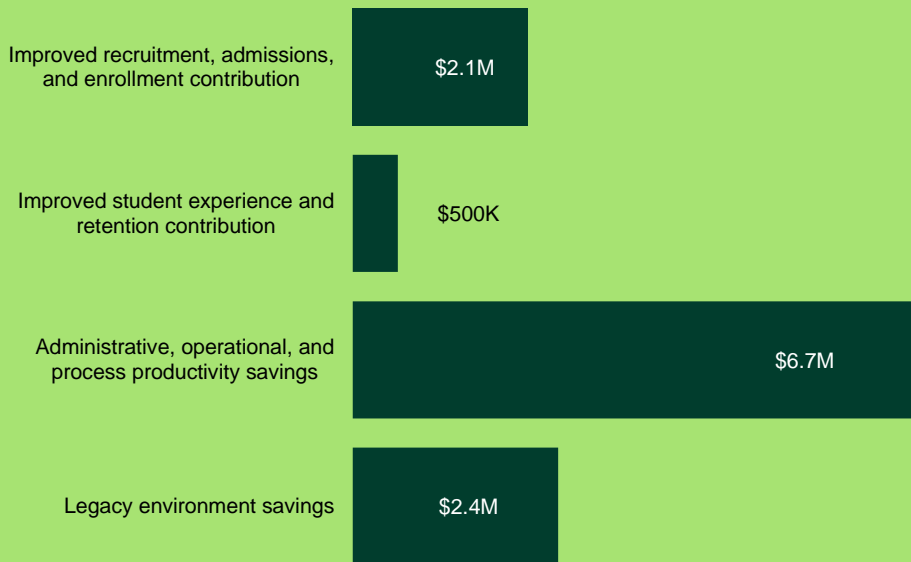 Improved recruitment, admissions,
and enrollment contribution
$2.1M
Improved student experience and
retention contribution
$500K
Administrative, operational, and
process productivity savings
$6.7M
Legacy environment savings
$2.4M